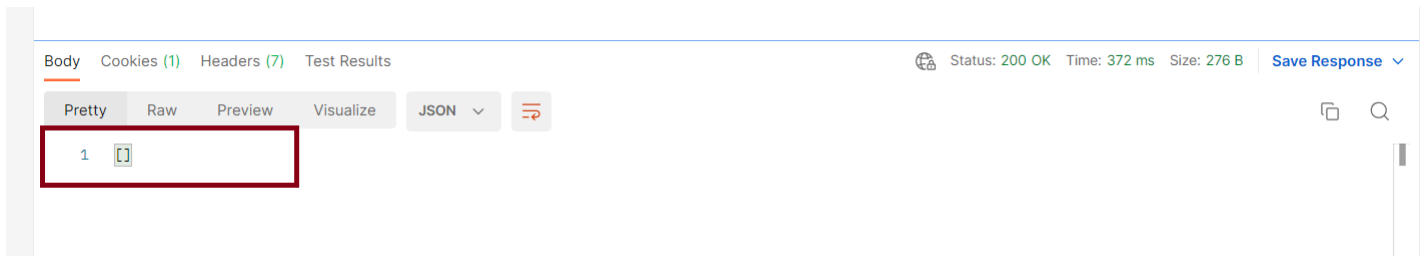 Body Cookies (1) Headers (7) Test Results Status: 200 OK Time: 372 ms Size: 276 B Save Response
Pretty Raw Preview Visualize JSON
1 []